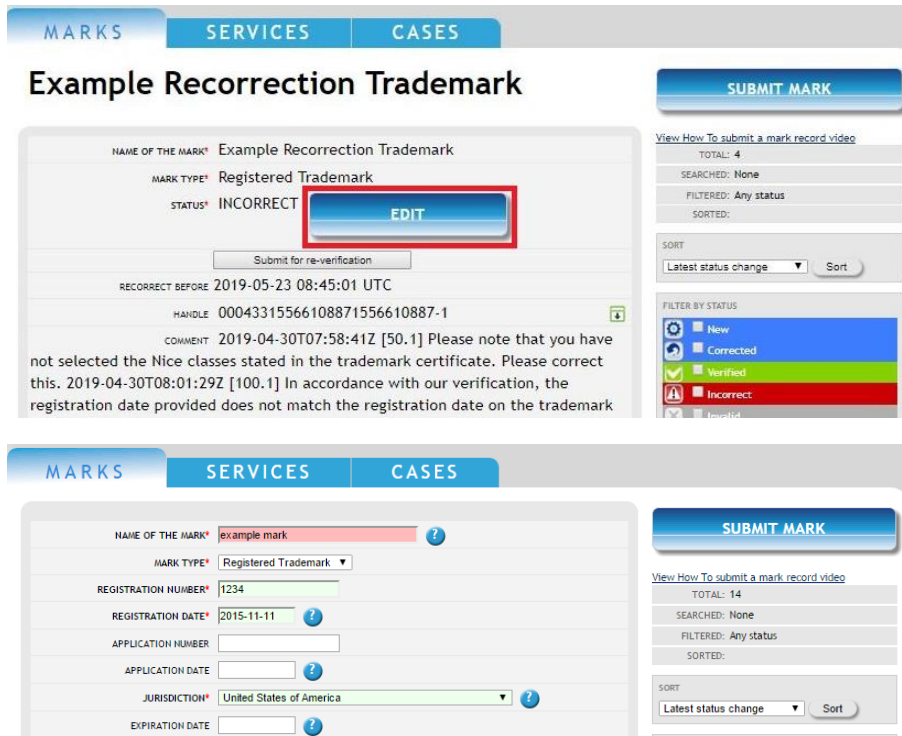 MARKS SERVICES CASES
Example Recorrection Trademark
NAME OF THE MARK* Example Recorrection Trademark
MARK TYPE* Registered Trademark
STATUS* INCORRECT EDIT
Submit for re-verification
RECORRECT BEFORE 2019-05-23 08:45:01 UTC
HANDLE 00043315566108871556610887-1
COMMENT 2019-04-30T07:58:41Z [50.1] Please note that you have
not selected the Nice classes stated in the trademark certificate. Please correct
this. 2019-04-30T08:01:29Z [100.1] In accordance with our verification, the
registration date provided does not match the registration date on the trademark
SUBMIT MARK
View How To submit a mark record video
TOTAL: 4
SEARCHED: None
FILTERED: Any status
SORTED:
SORT
Latest status change Sort
FILTER BY STATUS
New
Corrected
Verified
Incorrect
Invalid
MARKS SERVICES CASES
NAME OF THE MARK* example mark ?
MARK TYPE* Registered Trademark
REGISTRATION NUMBER* 1234
REGISTRATION DATE* 2015-11-11 ?
APPLICATION NUMBER
APPLICATION DATE ?
JURISDICTION* United States of America ?
EXPIRATION DATE ?
SUBMIT MARK
View How To submit a mark record video
TOTAL: 14
SEARCHED: None
FILTERED: Any status
SORTED:
SORT
Latest status change Sort